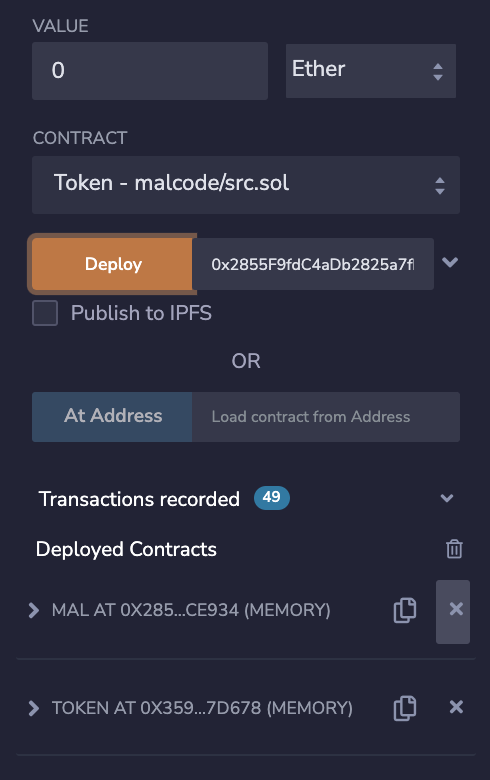 VALUE
0
Ether
CONTRACT
Token - malcode/src.sol
Deploy
0x2855F9fdC4aDb2825a7f
Publish to IPFS
OR
At Address
Load contract from Address
Transactions recorded 49
Deployed Contracts
MAL AT 0X285...CE934 (MEMORY)
TOKEN AT 0X359...7D678 (MEMORY)